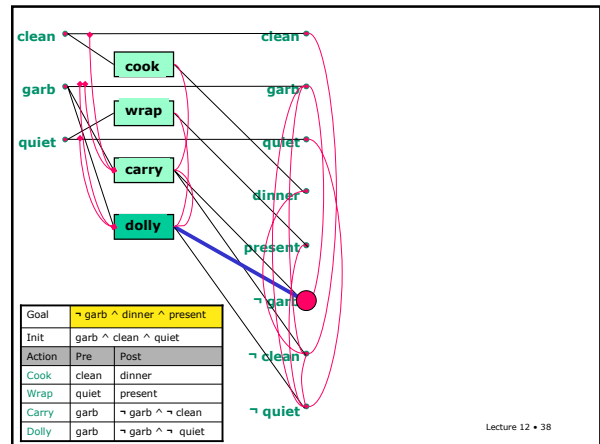 clean
garb
quiet
cook
wrap
carry
dolly
clean
garb
quiet
dinner
present
¬ garb
¬ clean
¬ quiet
Goal ¬ garb ^ dinner ^ present
Init garb ^ clean ^ quiet
Action Pre Post
Cook clean dinner
Wrap quiet present
Carry garb ¬ garb ^ ¬ clean
Dolly garb ¬ garb ^ ¬ quiet
Lecture 12 • 38